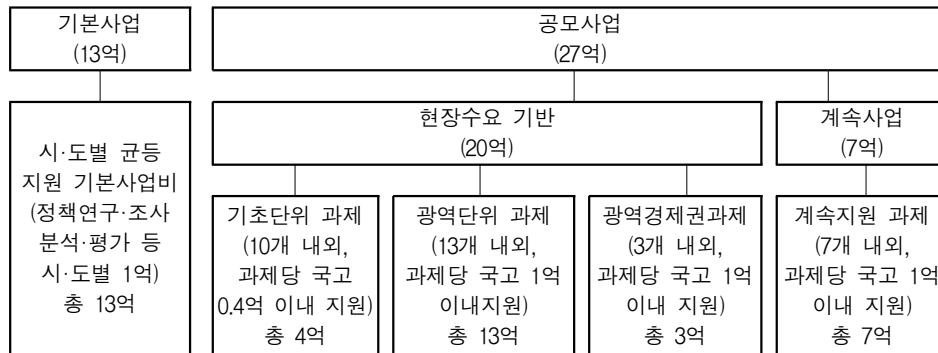 기본사업
(13억)
공모사업
(27억)
시·도별 균등
지원 기본사업비
(정책연구·조사
분석·평가 등
시·도별 1억)
총 13억
현장수요 기반
(20억)
계속사업
(7억)
기초단위 과제
(10개 내외,
과제당 국고
0.4억 이내 지원)
총 4억
광역단위 과제
(13개 내외,
과제당 국고 1억
이내지원)
총 13억
광역경제권과제
(3개 내외,
과제당 국고 1억
이내 지원)
총 3억
계속지원 과제
(7개 내외,
과제당 국고 1억
이내 지원)
총 7억